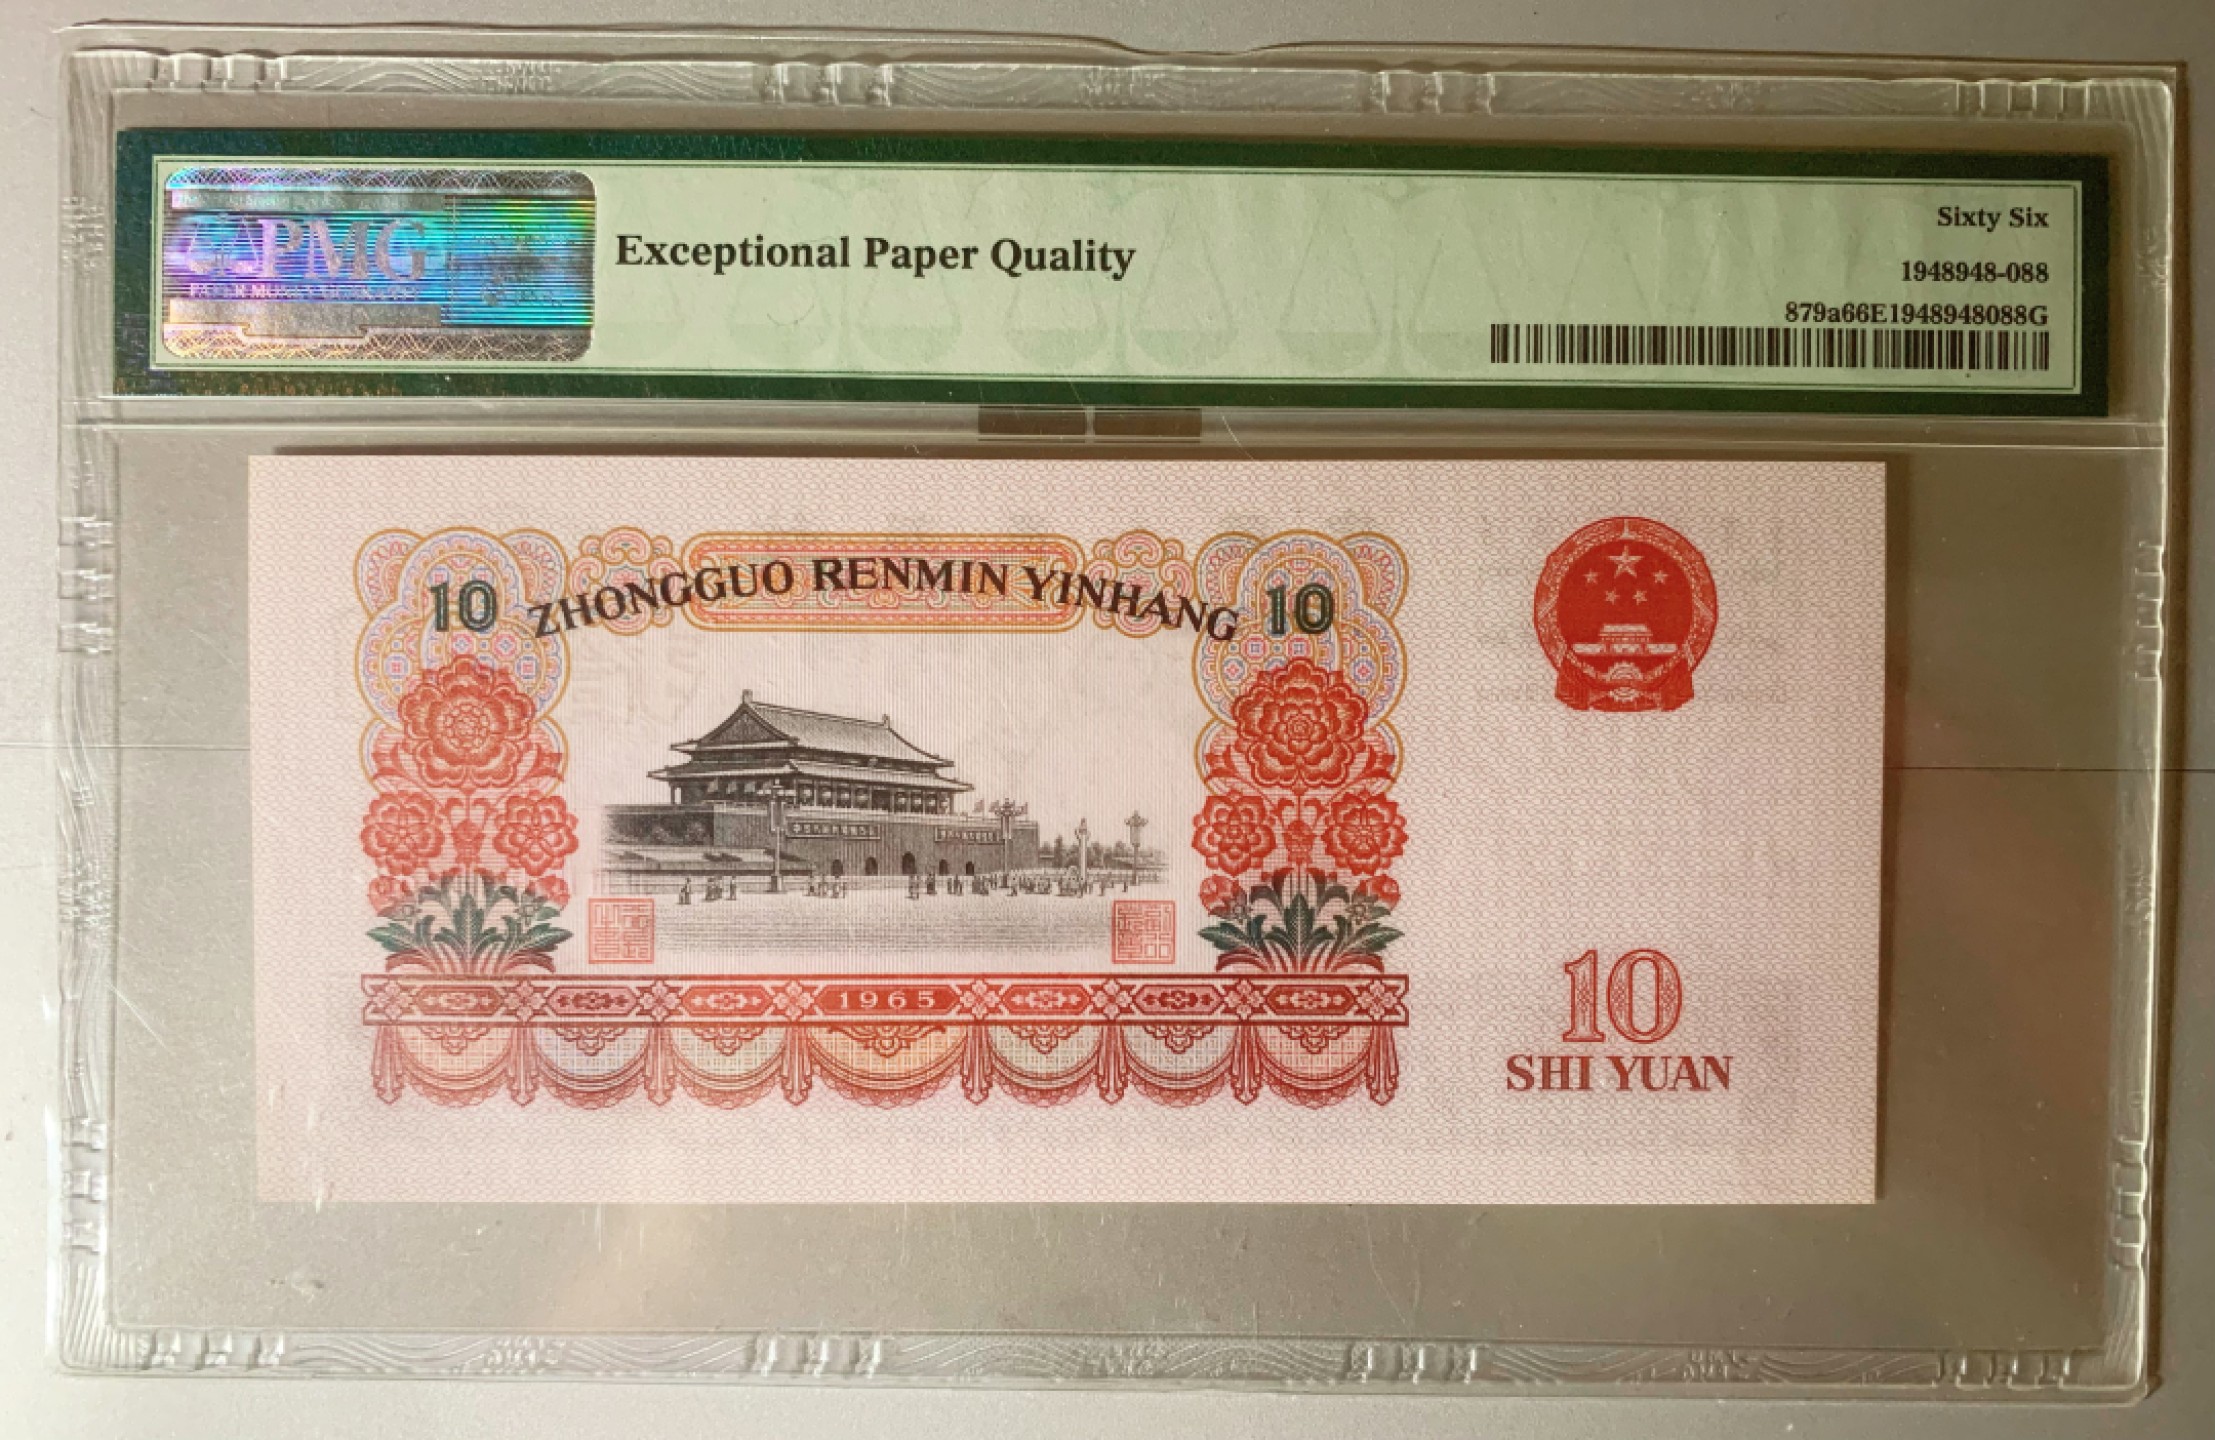 PMG
Exceptional Paper Quality
Sixty Six
1948948-088
879a66E1948948088G
10 ZHONGGUO RENMIN YINHANG 10
1965
10
SHI YUAN